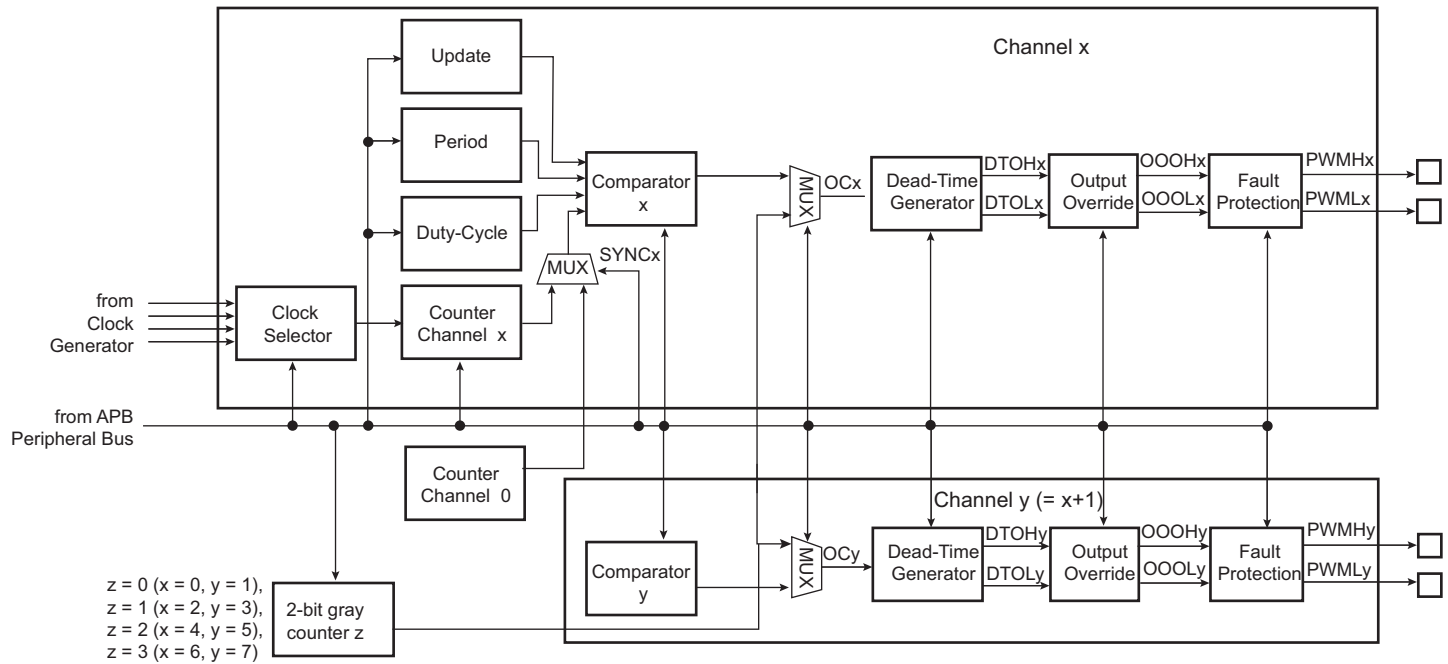 Channel x
Update
Period
Duty-Cycle
Comparator
x
MUX
SYNCx
MUX
OCx
Dead-Time
Generator
DTOHx
DTOLx
Output
Override
OOOHx
OOOLx
Fault
Protection
PWMHx
PWMLx
from
Clock
Generator
Clock
Selector
Counter
Channel x
from APB
Peripheral Bus
Counter
Channel 0
Channel y (= x+1)
Comparator
y
MUX
OCy
Dead-Time
Generator
DTOHy
DTOLy
Output
Override
OOOHy
OOOLy
Fault
Protection
PWMHy
PWMLy
z = 0 (x = 0, y = 1),
z = 1 (x = 2, y = 3),
z = 2 (x = 4, y = 5),
z = 3 (x = 6, y = 7)
2-bit gray
counter z